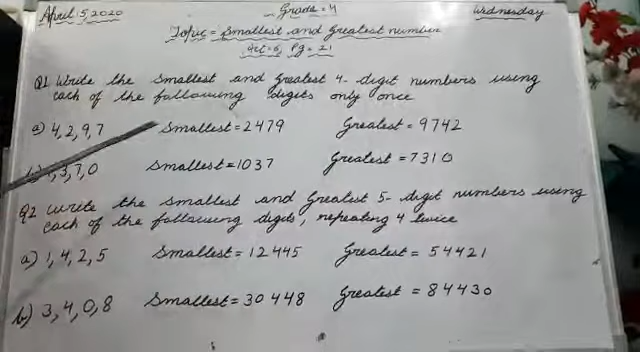 April 5, 2020 Grade = 4 Wednesday
Topic = Smallest and Greatest number
Act = 6, Pg = 21
Q1 Write the smallest and greatest 4-digit numbers using
each of the following digits only once
a) 4, 2, 9, 7 Smallest = 2479 Greatest = 9742
3, 7, 0 Smallest = 1037 Greatest = 7310
Q2 write the smallest and Greatest 5-digit numbers using
each of the following digits, repeating 4 twice
a) 1, 4, 2, 5 Smallest = 12445 Greatest = 54421
b) 3, 4, 0, 8 Smallest = 30448 Greatest = 84430